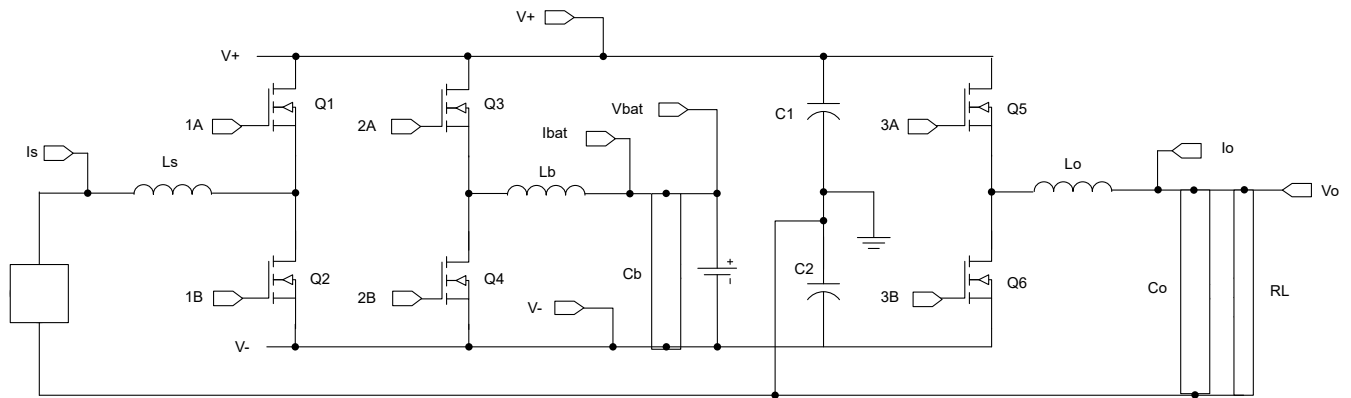 V+
V+
Q1
Q3
Vbat
C1
Q5
1A
2A
Ibat
3A
Is
Ls
Lb
Lo
Io
Vo
+
-
Q2
Q4
Cb
C2
Q6
1B
2B
V-
3B
Co
RL
V-